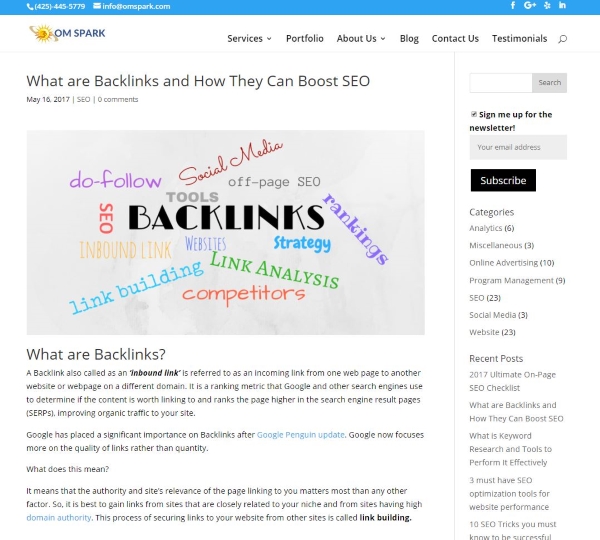 (425)-445-5779 info@omspark.com
OM SPARK
Services Portfolio About Us Blog Contact Us Testimonials
What are Backlinks and How They Can Boost SEO
May 16, 2017 | SEO | 0 comments
Social Media
do-follow
off-page SEO
TOOLS
SEO
BACKLINKS
rankings
INBOUND LINK
WEBSITES
Strategy
LINK ANALYSIS
link building
competitors
What are Backlinks?
A Backlink also called as an ‘inbound link’ is referred to as an incoming link from one web page to another
website or webpage on a different domain. It is a ranking metric that Google and other search engines use
to determine if the content is worth linking to and ranks the page higher in the search engine result pages
(SERPs), improving organic traffic to your site.
Google has placed a significant importance on Backlinks after Google Penguin update. Google now focuses
more on the quality of links rather than quantity.
What does this mean?
It means that the authority and site’s relevance of the page linking to you matters most than any other
factor. So, it is best to gain links from sites that are closely related to your niche and from sites having high
domain authority. This process of securing links to your website from other sites is called link building.
Search
Sign me up for the
newsletter!
Your email address
Subscribe
Categories
Analytics (6)
Miscellaneous (3)
Online Advertising (10)
Program Management (9)
SEO (23)
Social Media (3)
Website (23)
Recent Posts
2017 Ultimate On-Page
SEO Checklist
What are Backlinks and
How They Can Boost SEO
What is Keyword
Research and Tools to
Perform It Effectively
3 must have SEO
optimization tools for
website performance
10 SEO Tricks you must
know to be successful